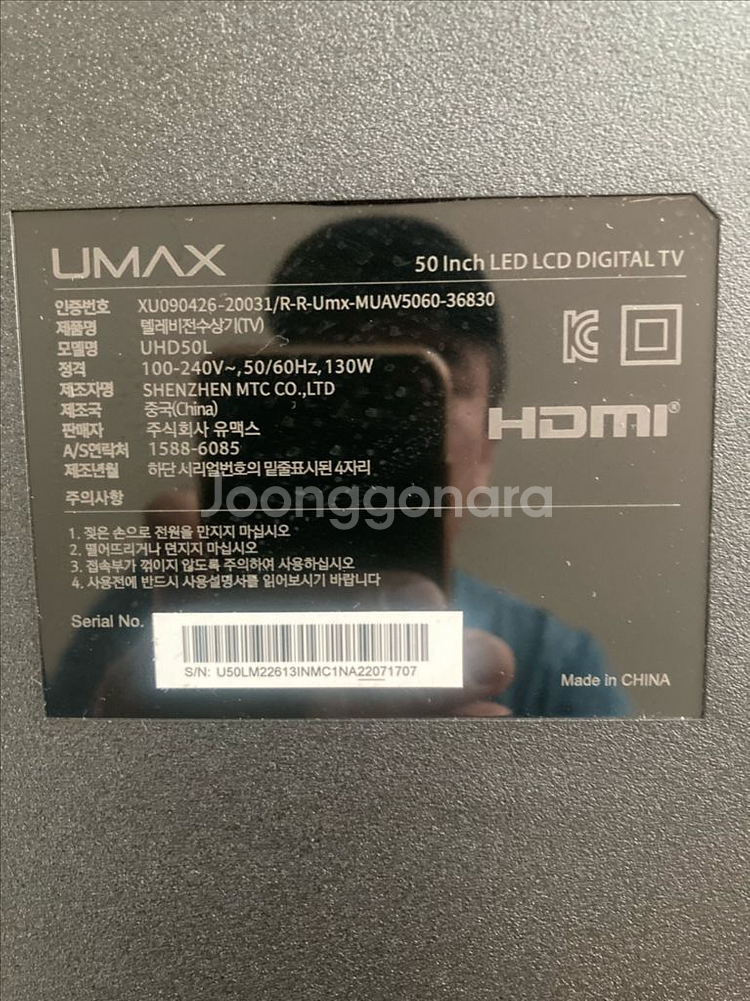 UMAX
50 Inch LED LCD DIGITAL TV
인증번호 XU090426-20031/R-R-Umx-MUAV5060-36830
제품명 텔레비전수상기(TV)
모델명 UHD50L
정격 100-240V~,50/60Hz,130W
제조자명 SHENZHEN MTC CO.,LTD
제조국 중국(China)
판매자 주식회사 유맥스
A/S연락처 1588-6085
제조년월 하단 시리얼번호의 밑줄표시된 4자리
HDMI®
주의사항
Joonggonara
1. 젖은 손으로 전원을 만지지 마십시오
2. 떨어뜨리거나 던지지 마십시오
3. 접속부가 꺾이지 않도록 주의하여 사용하십시오
4. 사용전에 반드시 사용설명서를 읽어보시기 바랍니다
Serial No.
S/N: U50LM22613INMC1NA22071707
Made in CHINA